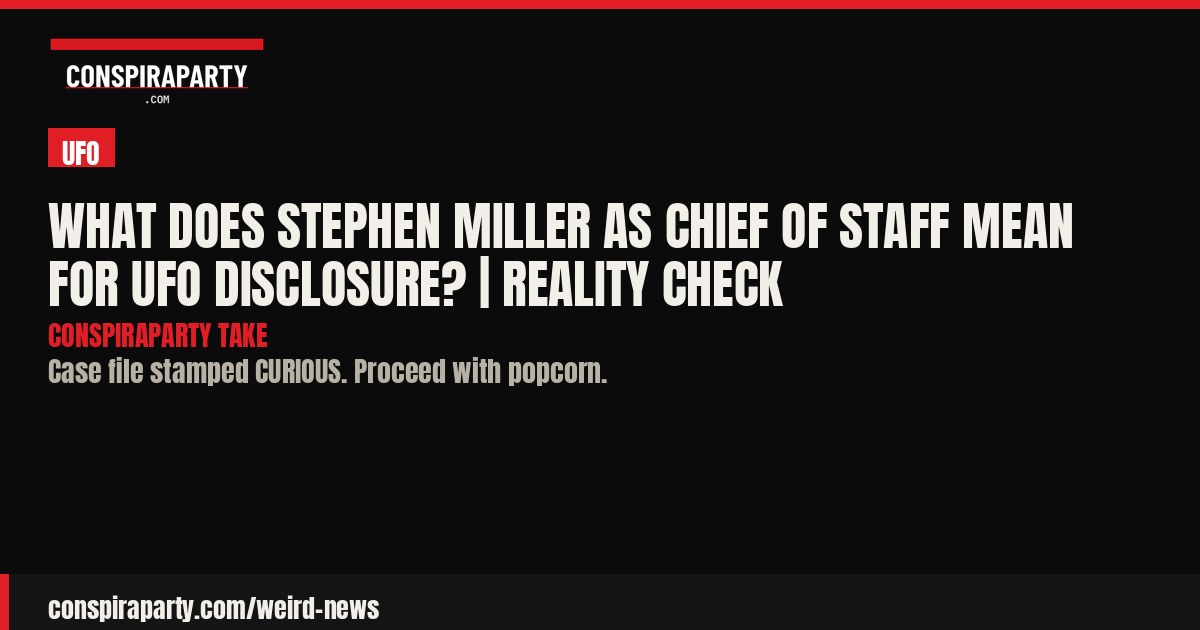 CONSPIRAPARTY
.COM
UFO
WHAT DOES STEPHEN MILLER AS CHIEF OF STAFF MEAN
FOR UFO DISCLOSURE? | REALITY CHECK
CONSPIRAPARTY TAKE
Case file stamped CURIOUS. Proceed with popcorn.
conspiraparty.com/weird-news